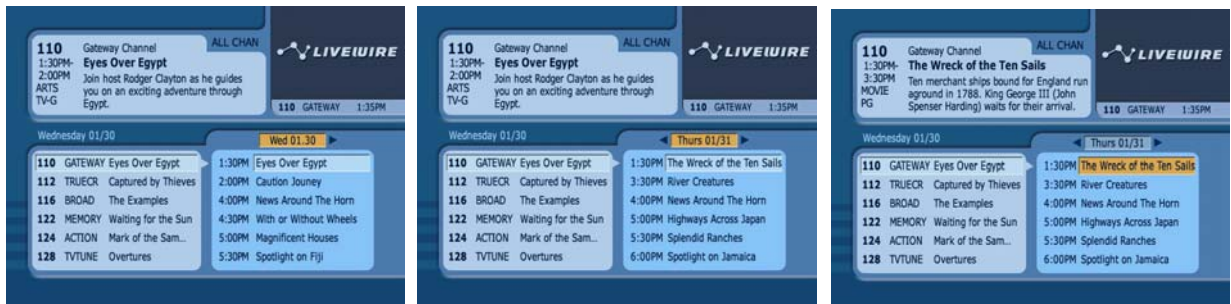 110 Gateway Channel ALL CHAN
1:30PM- Eyes Over Egypt
2:00PM Join host Rodger Clayton as he guides
ARTS you on an exciting adventure through
TV-G Egypt.
LIVEWIRE
110 GATEWAY 1:35PM
Wednesday 01/30
Wed 01.30
110 GATEWAY Eyes Over Egypt 1:30PM Eyes Over Egypt
112 TRUECR Captured by Thieves 2:00PM Caution Jouney
116 BROAD The Examples 4:00PM News Around The Horn
122 MEMORY Waiting for the Sun 4:30PM With or Without Wheels
124 ACTION Mark of the Sam... 5:00PM Magnificent Houses
128 TVTUNE Overtures 5:30PM Spotlight on Fiji
110 Gateway Channel ALL CHAN
1:30PM- Eyes Over Egypt
2:00PM Join host Rodger Clayton as he guides
ARTS you on an exciting adventure through
TV-G Egypt.
LIVEWIRE
110 GATEWAY 1:35PM
Wednesday 01/30
Thurs 01/31
110 GATEWAY Eyes Over Egypt 1:30PM The Wreck of the Ten Sails
112 TRUECR Captured by Thieves 3:30PM River Creatures
116 BROAD The Examples 4:00PM News Around The Horn
122 MEMORY Waiting for the Sun 5:00PM Highways Across Japan
124 ACTION Mark of the Sam... 5:30PM Splendid Ranches
128 TVTUNE Overtures 6:00PM Spotlight on Jamaica
110 Gateway Channel ALL CHAN
1:30PM- The Wreck of the Ten Sails
3:30PM Ten merchant ships bound for England run
MOVIE aground in 1788. King George III (John
PG Spenser Harding) waits for their arrival.
LIVEWIRE
110 GATEWAY 1:35PM
Wednesday 01/30
Thurs 01/31
110 GATEWAY Eyes Over Egypt 1:30PM The Wreck of the Ten Sails
112 TRUECR Captured by Thieves 3:30PM River Creatures
116 BROAD The Examples 4:00PM News Around The Horn
122 MEMORY Waiting for the Sun 5:00PM Highways Across Japan
124 ACTION Mark of the Sam... 5:30PM Splendid Ranches
128 TVTUNE Overtures 6:00PM Spotlight on Jamaica